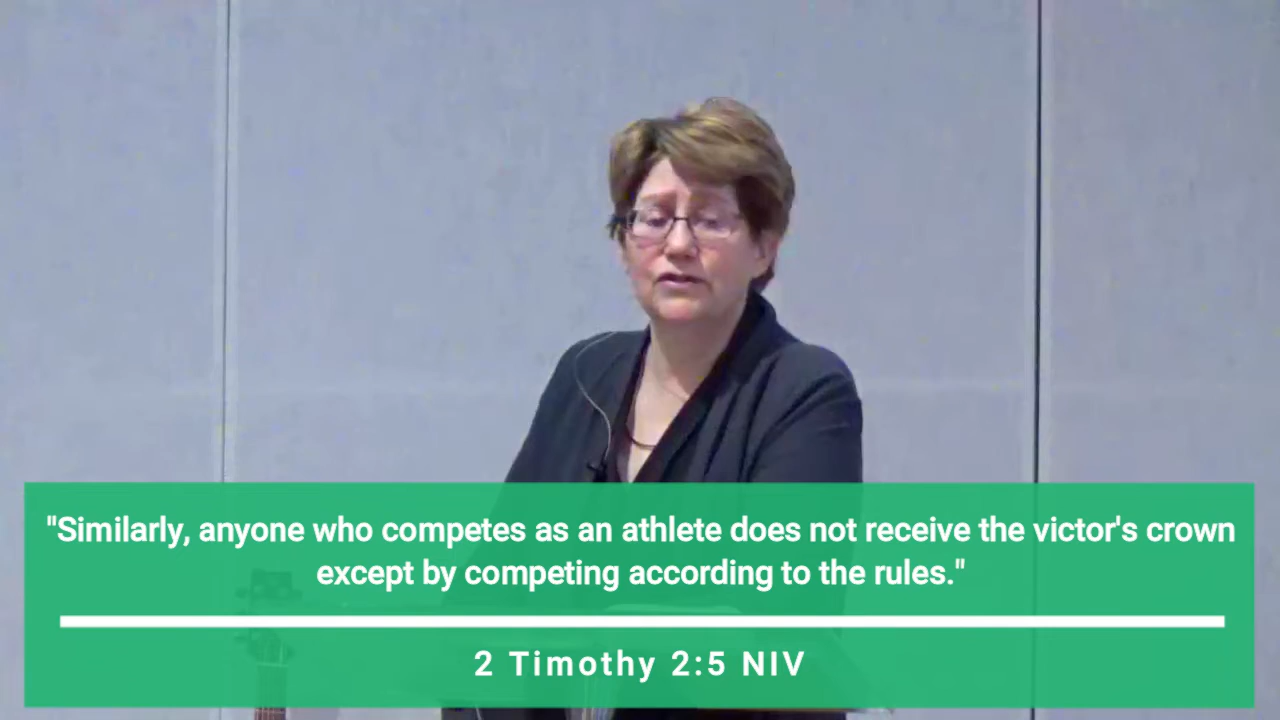 "Similarly, anyone who competes as an athlete does not receive the victor's crown
except by competing according to the rules."
2 Timothy 2:5 NIV